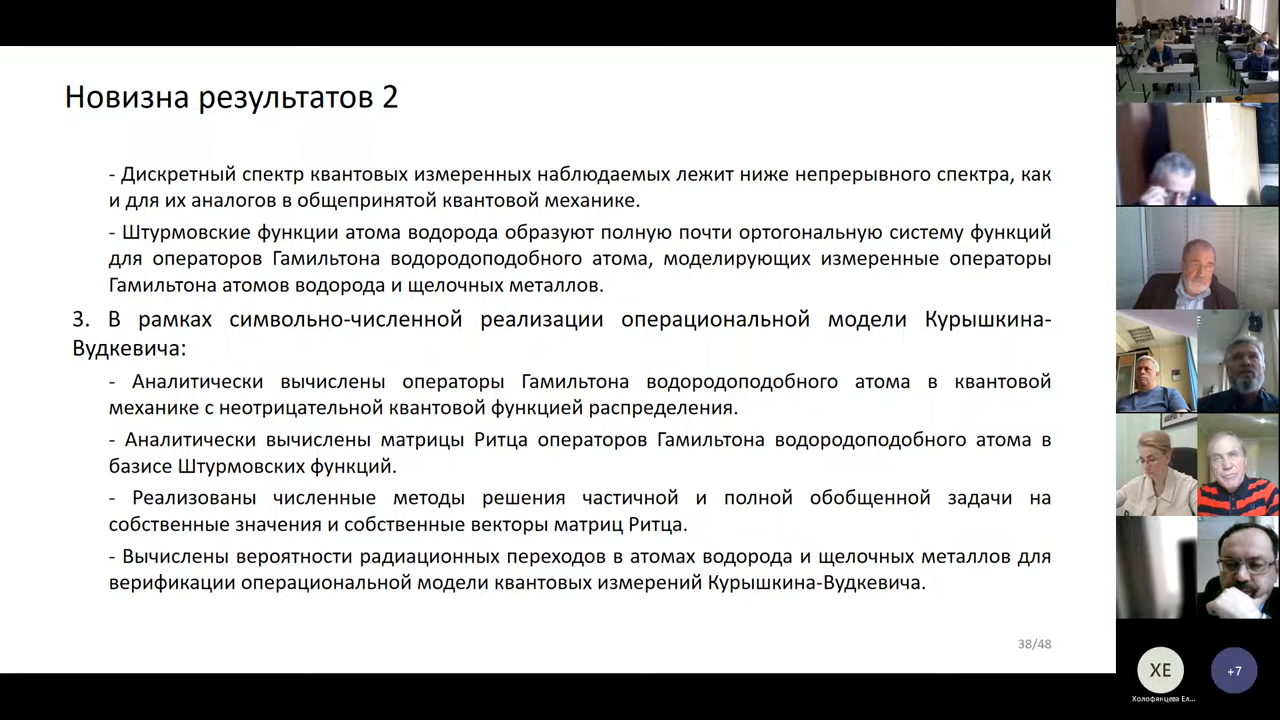 Новизна результатов 2
- Дискретный спектр квантовых измеренных наблюдаемых лежит ниже непрерывного спектра, как
и для их аналогов в общепринятой квантовой механике.
- Штурмовские функции атома водорода образуют полную почти ортогональную систему функций
для операторов Гамильтона водородоподобного атома, моделирующих измеренные операторы
Гамильтона атомов водорода и щелочных металлов.
3. В рамках символьно-численной реализации операциональной модели Курышкина-
Вудкевича:
- Аналитически вычислены операторы Гамильтона водородоподобного атома в квантовой
механике с неотрицательной квантовой функцией распределения.
- Аналитически вычислены матрицы Ритца операторов Гамильтона водородоподобного атома в
базисе Штурмовских функций.
- Реализованы численные методы решения частичной и полной обобщенной задачи на
собственные значения и собственные векторы матриц Ритца.
- Вычислены вероятности радиационных переходов в атомах водорода и щелочных металлов для
верификации операциональной модели квантовых измерений Курышкина-Вудкевича.
38/48
ХЕ
+7
Холофянцева Ел...